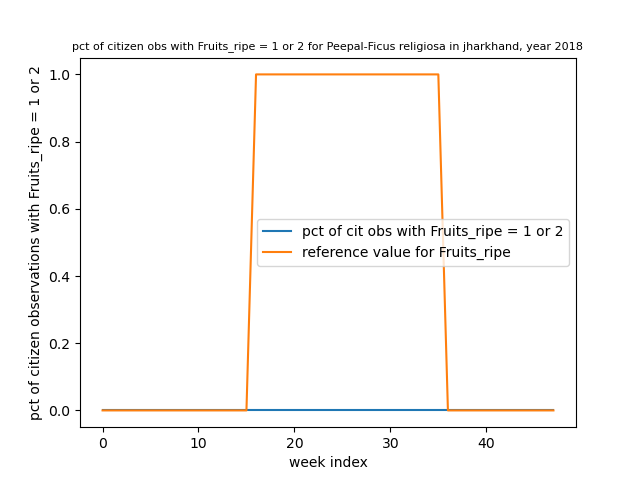 pct of citizen obs with Fruits_ripe = 1 or 2 for Peepal-Ficus religiosa in jharkhand, year 2018
pct of citizen observations with Fruits_ripe = 1 or 2
1.0
0.8
0.6
0.4
0.2
0.0
pct of cit obs with Fruits_ripe = 1 or 2
reference value for Fruits_ripe
0
10
20
30
40
week index